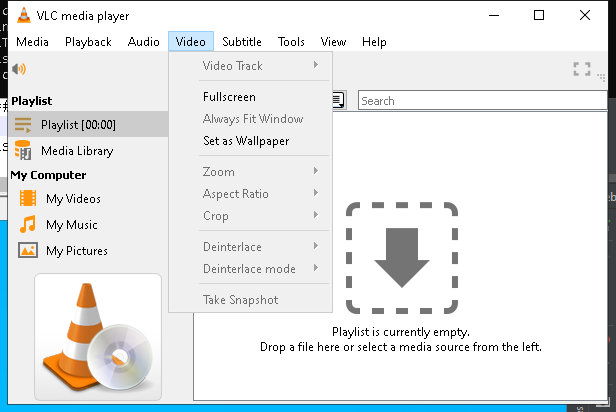 VLC media player
Media Playback Audio Video Subtitle Tools View Help
Video Track
Fullscreen
Always Fit Window
Set as Wallpaper
Zoom
Aspect Ratio
Crop
Deinterlace
Deinterlace mode
Take Snapshot
Search
Playlist
Playlist [00:00]
Media Library
My Computer
My Videos
My Music
My Pictures
Playlist is currently empty.
Drop a file here or select a media source from the left.